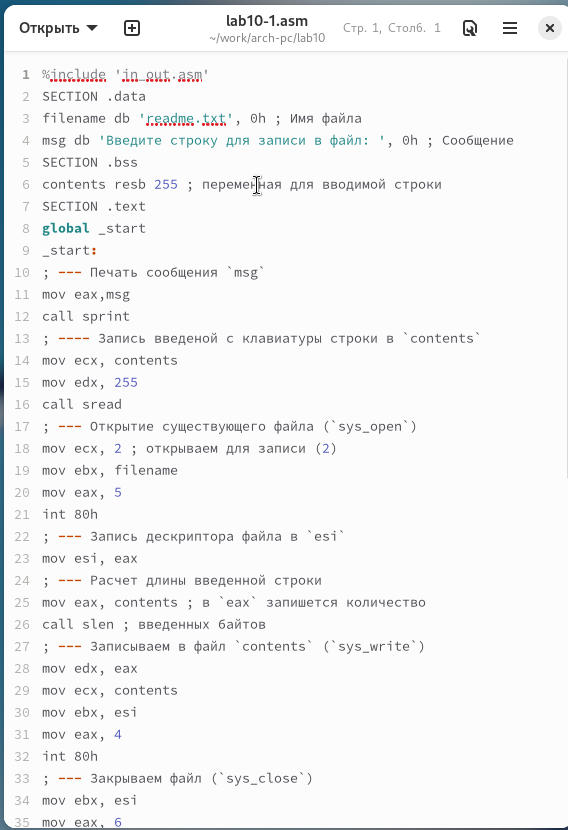 Открыть
lab10-1.asm
~/work/arch-pc/lab10
Стр. 1, Столб. 1
1 %include 'in_out.asm'
2 SECTION .data
3 filename db 'readme.txt', 0h ; Имя файла
4 msg db 'Введите строку для записи в файл: ', 0h ; Сообщение
5 SECTION .bss
6 contents resb 255 ; переменная для вводимой строки
7 SECTION .text
8 global _start
9 _start:
10 ; --- Печать сообщения `msg`
11 mov eax,msg
12 call sprint
13 ; ---- Запись введеной с клавиатуры строки в `contents`
14 mov ecx, contents
15 mov edx, 255
16 call sread
17 ; --- Открытие существующего файла (`sys_open`)
18 mov ecx, 2 ; открываем для записи (2)
19 mov ebx, filename
20 mov eax, 5
21 int 80h
22 ; --- Запись дескриптора файла в `esi`
23 mov esi, eax
24 ; --- Расчет длины введенной строки
25 mov eax, contents ; в `eax` запишется количество
26 call slen ; введенных байтов
27 ; --- Записываем в файл `contents` (`sys_write`)
28 mov edx, eax
29 mov ecx, contents
30 mov ebx, esi
31 mov eax, 4
32 int 80h
33 ; --- Закрываем файл (`sys_close`)
34 mov ebx, esi
35 mov eax, 6